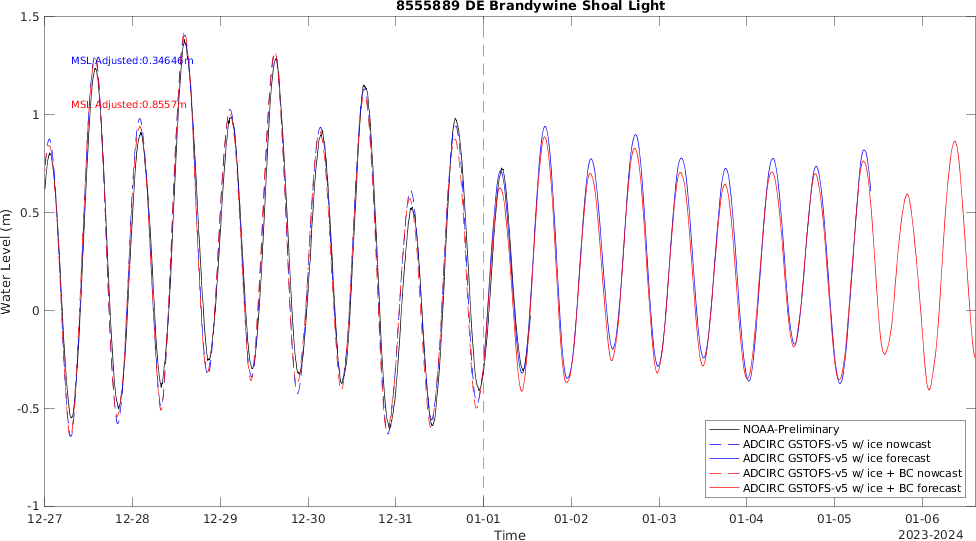 8555889 DE Brandywine Shoal Light
1.5
MSL Adjusted:0.34646m
MSL Adjusted:0.8557m
1
0.5
0
-0.5
-1
Water Level (m)
NOAA-Preliminary
ADCIRC GSTOFS-v5 w/ ice nowcast
ADCIRC GSTOFS-v5 w/ ice forecast
ADCIRC GSTOFS-v5 w/ ice + BC nowcast
ADCIRC GSTOFS-v5 w/ ice + BC forecast
12-27 12-28 12-29 12-30 12-31 01-01 01-02 01-03 01-04 01-05 01-06
Time
2023-2024